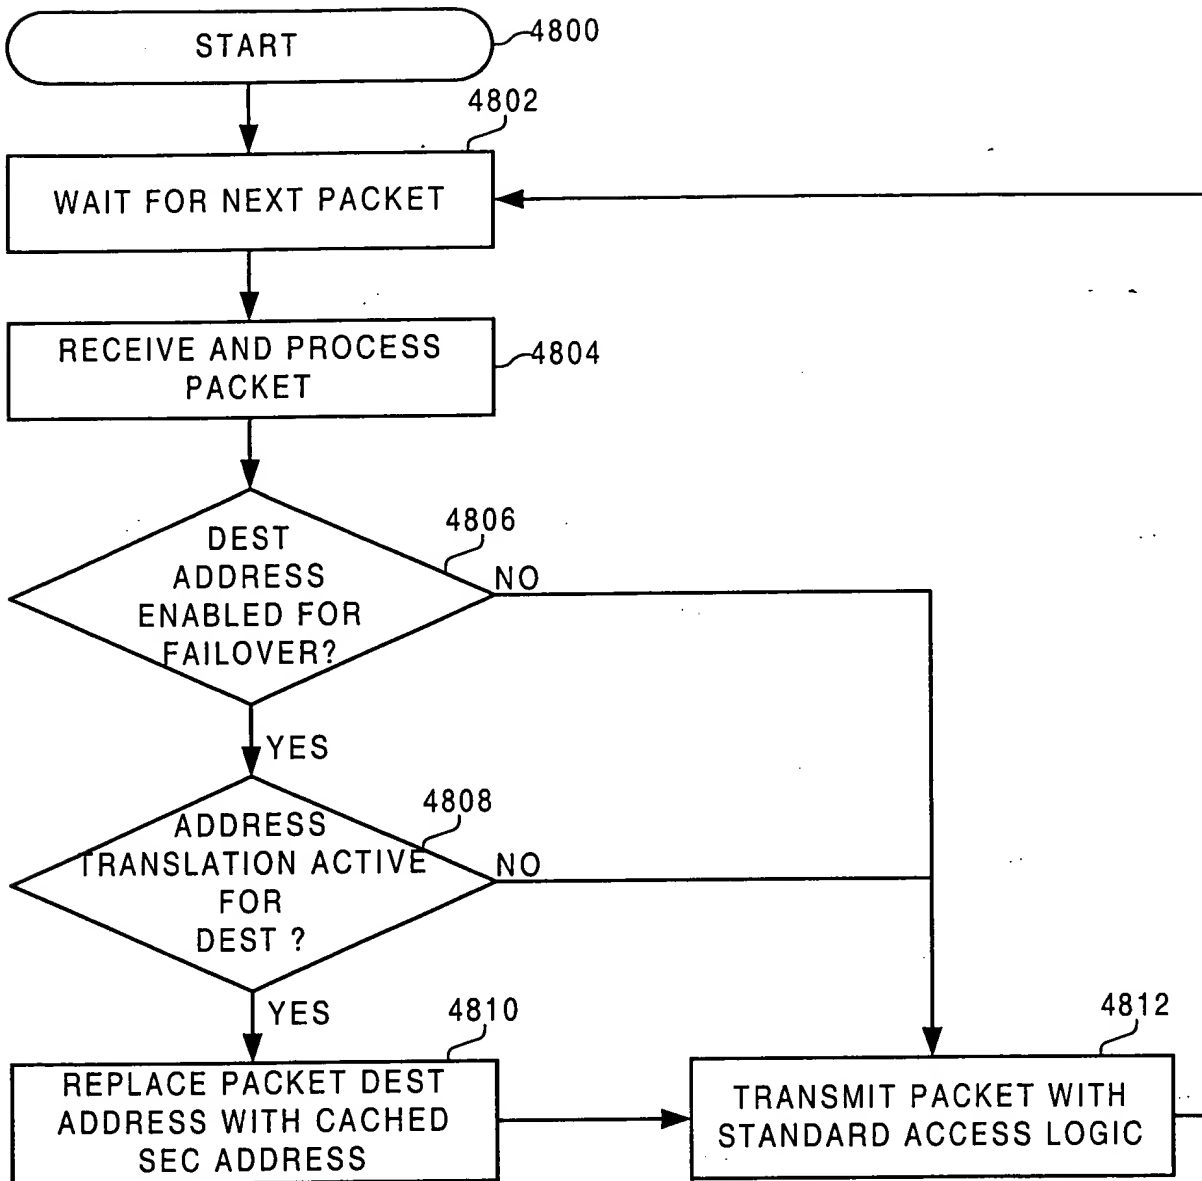 START
4800
4802
WAIT FOR NEXT PACKET
RECEIVE AND PROCESS
PACKET
4804
4806
DEST
ADDRESS
ENABLED FOR
FAILOVER?
NO
YES
4808
ADDRESS
TRANSLATION ACTIVE
FOR
DEST ?
NO
YES
4810
REPLACE PACKET DEST
ADDRESS WITH CACHED
SEC ADDRESS
4812
TRANSMIT PACKET WITH
STANDARD ACCESS LOGIC